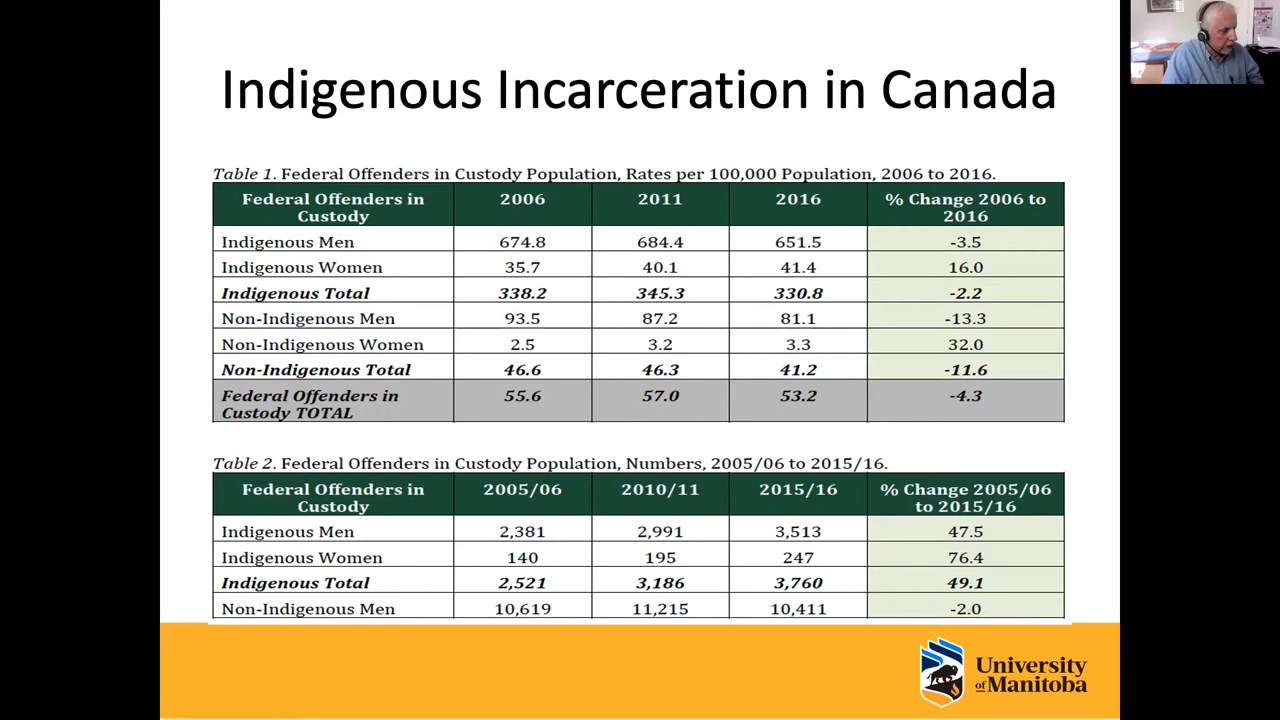 Indigenous Incarceration in Canada
Table 1. Federal Offenders in Custody Population, Rates per 100,000 Population, 2006 to 2016.
Federal Offenders in Custody 2006 2011 2016 % Change 2006 to 2016
Indigenous Men 674.8 684.4 651.5 -3.5
Indigenous Women 35.7 40.1 41.4 16.0
Indigenous Total 338.2 345.3 330.8 -2.2
Non-Indigenous Men 93.5 87.2 81.1 -13.3
Non-Indigenous Women 2.5 3.2 3.3 32.0
Non-Indigenous Total 46.6 46.3 41.2 -11.6
Federal Offenders in Custody TOTAL 55.6 57.0 53.2 -4.3
Table 2. Federal Offenders in Custody Population, Numbers, 2005/06 to 2015/16.
Federal Offenders in Custody 2005/06 2010/11 2015/16 % Change 2005/06 to 2015/16
Indigenous Men 2,381 2,991 3,513 47.5
Indigenous Women 140 195 247 76.4
Indigenous Total 2,521 3,186 3,760 49.1
Non-Indigenous Men 10,619 11,215 10,411 -2.0
University
of Manitoba